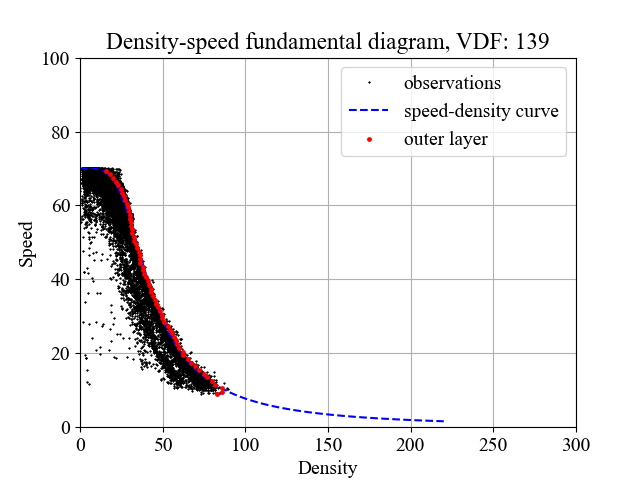 Density-speed fundamental diagram, VDF: 139
100
80
60
40
20
0
Speed
observations
speed-density curve
outer layer
0 50 100 150 200 250 300
Density